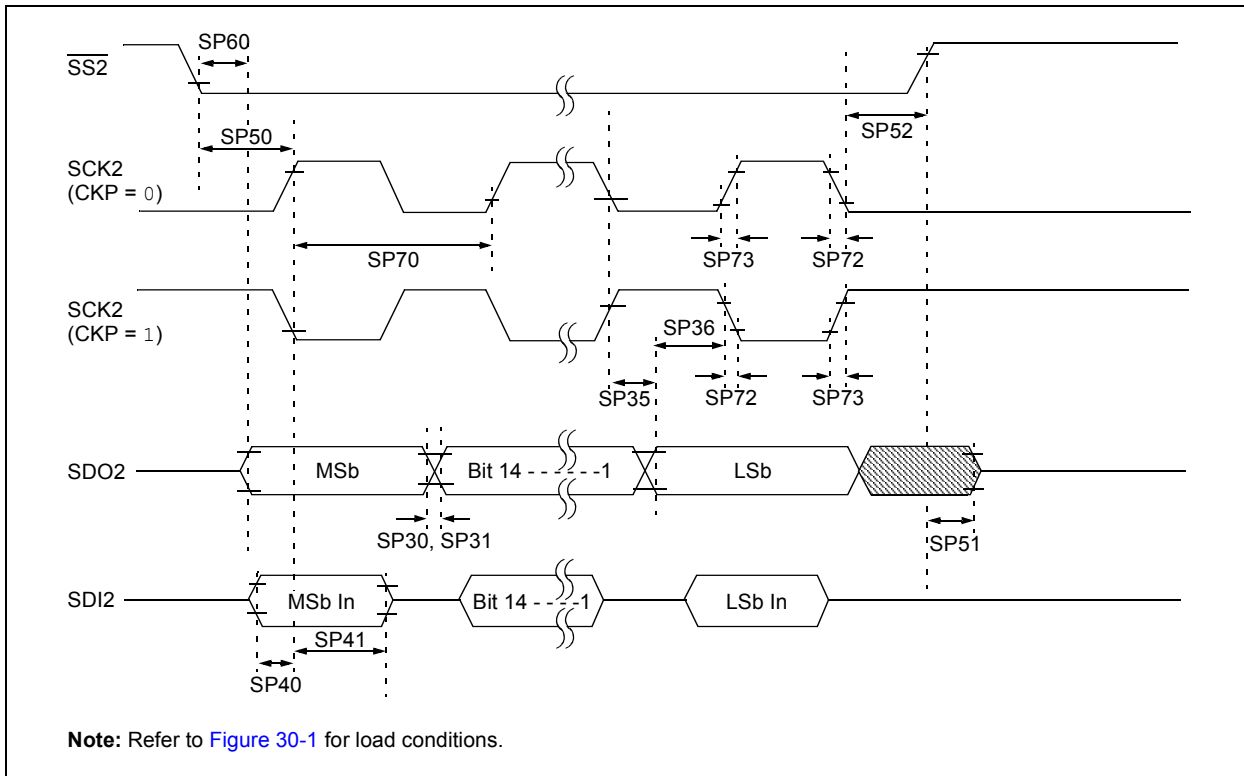 SP60
SS2
SP50
SP52
SCK2
(CKP = 0)
SP70
SP73
SP72
SCK2
(CKP = 1)
SP36
SP35
SP72
SP73
SDO2
MSb
Bit 14 - - - - - -1
LSb
SP30, SP31
SP51
SDI2
MSb In
Bit 14 - - - -1
LSb In
SP41
SP40
Note: Refer to Figure 30-1 for load conditions.